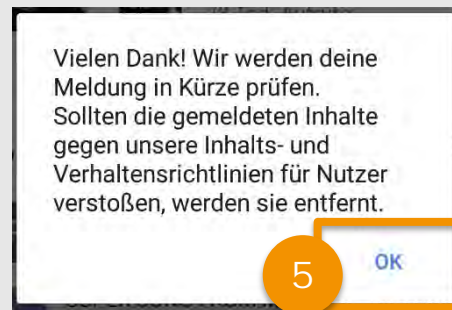 Vielen Dank! Wir werden deine
Meldung in Kürze prüfen.
Sollten die gemeldeten Inhalte
gegen unsere Inhalts- und
Verhaltensrichtlinien für Nutzer
verstoßen, werden sie entfernt.
5
OK